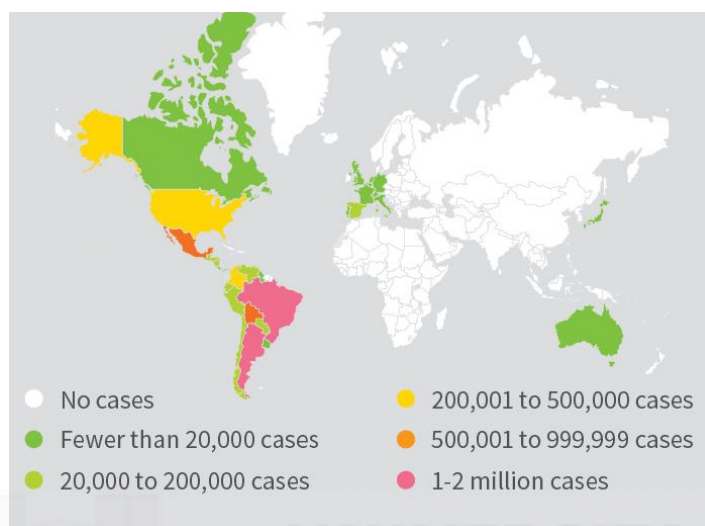 No cases
Fewer than 20,000 cases
20,000 to 200,000 cases
200,001 to 500,000 cases
500,001 to 999,999 cases
1-2 million cases